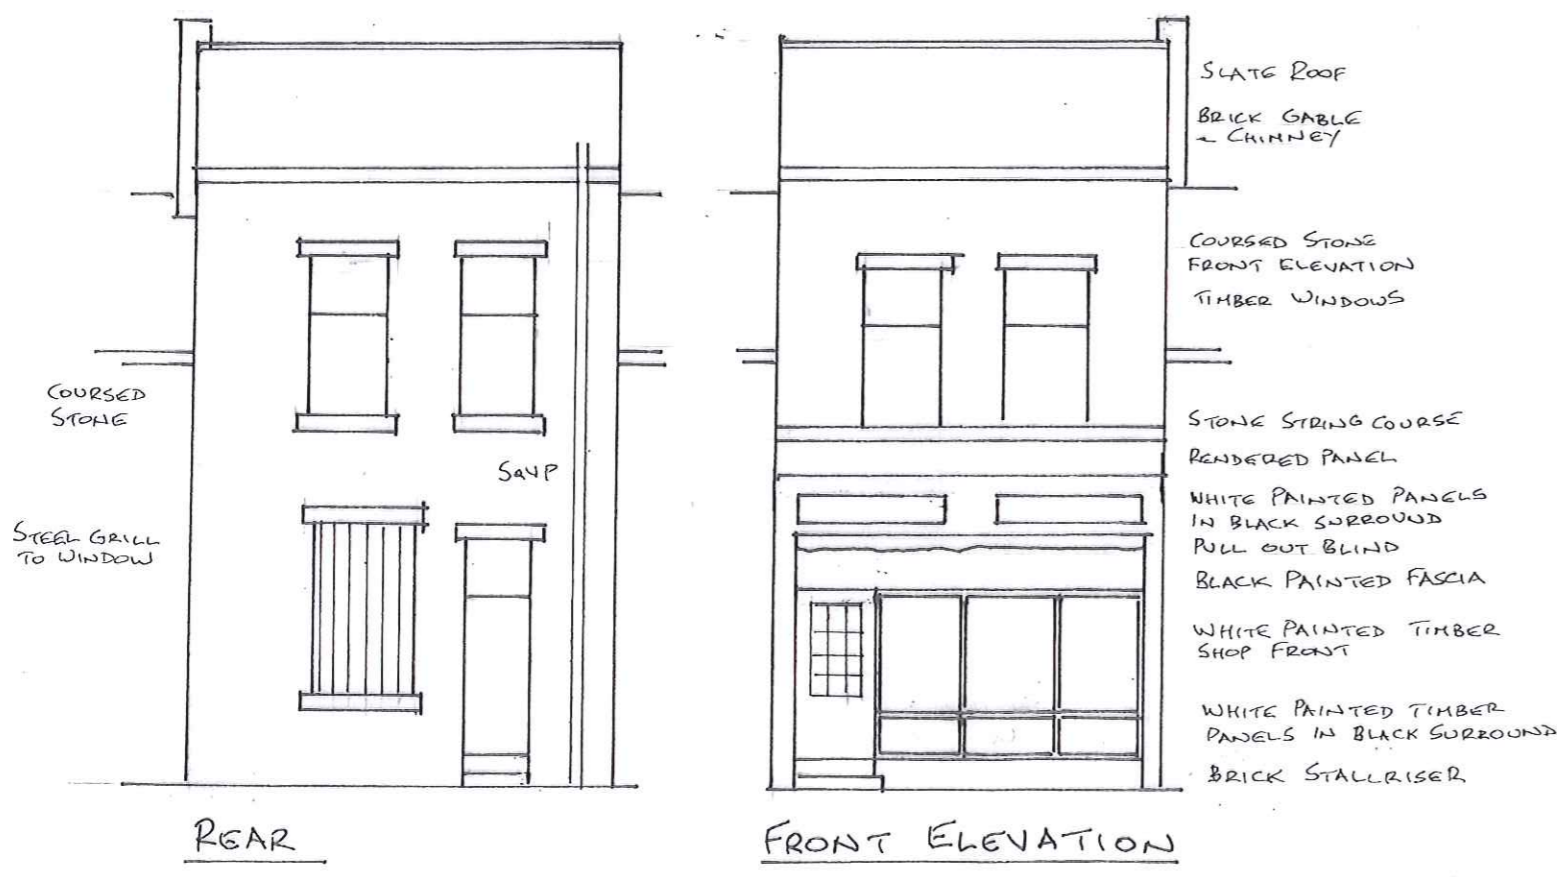 SLATE ROOF
BRICK GABLE
& CHIMNEY
COURSED STONE
FRONT ELEVATION
TIMBER WINDOWS
COURSED
STONE
STONE STRING COURSE
RENDERED PANEL
S&VP
WHITE PAINTED PANELS
IN BLACK SURROUND
STEEL GRILL
TO WINDOW
PULL OUT BLIND
BLACK PAINTED FASCIA
WHITE PAINTED TIMBER
SHOP FRONT
WHITE PAINTED TIMBER
PANELS IN BLACK SURROUND
BRICK STALLRISER
REAR
FRONT ELEVATION